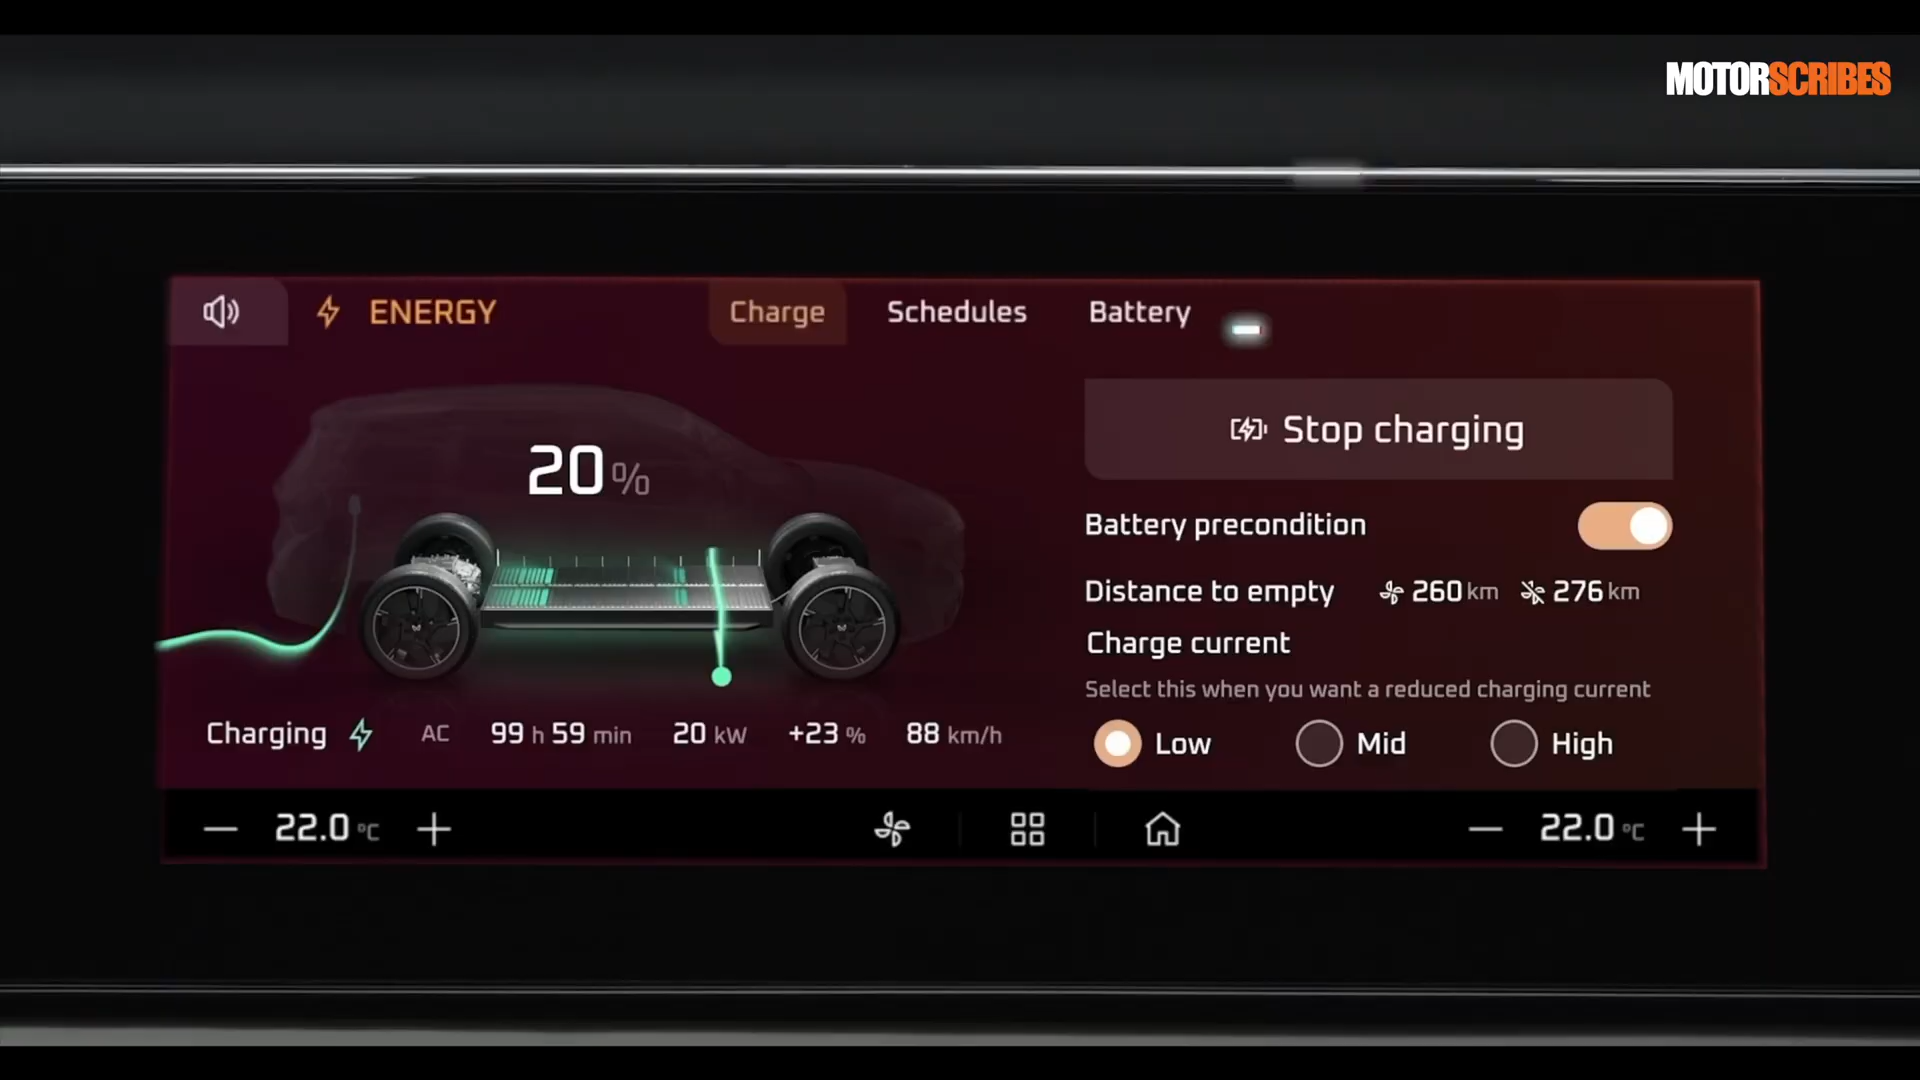 MOTORSCRIBES
ENERGY
Charge
Schedules
Battery
20%
Stop charging
Battery precondition
Distance to empty 260 km 276 km
Charge current
Select this when you want a reduced charging current
Low
Mid
High
Charging AC 99 h 59 min 20 kW +23 % 88 km/h
22.0 °C
22.0 °C